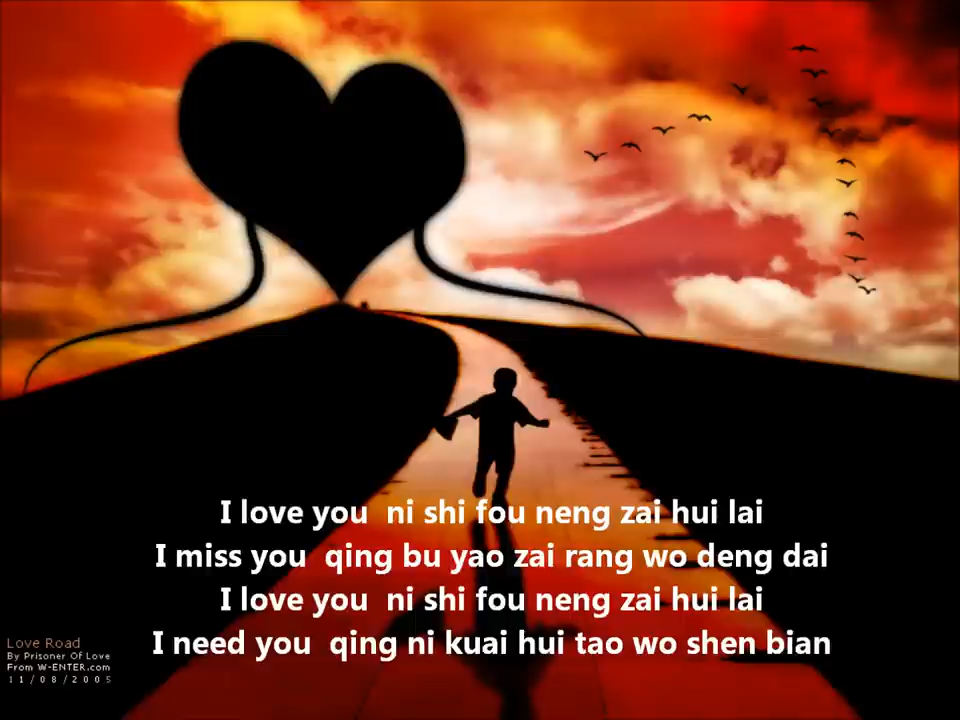 I love you  ni shi fou neng zai hui lai
I miss you  qing bu yao zai rang wo deng dai
I love you  ni shi fou neng zai hui lai
I need you  qing ni kuai hui tao wo shen bian
Love Road
By Prisoner Of Love
From W-ENTER.com
11/08/2005